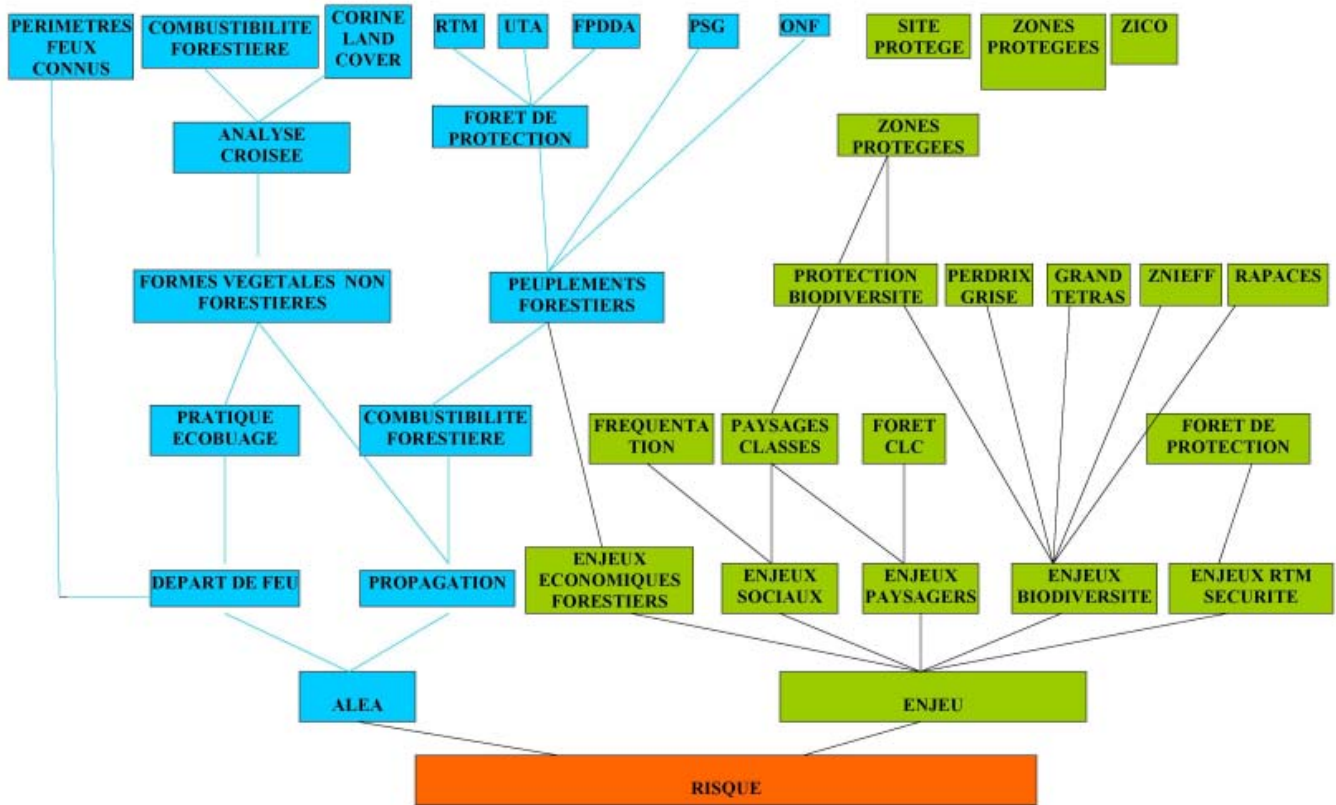 PERIMETRES
FEUX
CONNUS
COMBUSTIBILITE
FORESTIERE
CORINE
LAND
COVER
RTM
UTA
FPDDA
PSG
ONF
SITE
PROTEGE
ZONES
PROTEGEES
ZICO
ANALYSE
CROISEE
FORET DE
PROTECTION
ZONES
PROTEGEES
FORMES VEGETALES NON
FORESTIERES
PEUPLEMENTS
FORESTIERS
PROTECTION
BIODIVERSITE
PERDRIX
GRISE
GRAND
TETRAS
ZNIEFF
RAPACES
PRATIQUE
ECOBUAGE
COMBUSTIBILITE
FORESTIERE
FREQUENTA
TION
PAYSAGES
CLASSES
FORET
CLC
FORET DE
PROTECTION
DEPART DE FEU
PROPAGATION
ENJEUX
ECONOMIQUES
FORESTIERS
ENJEUX
SOCIAUX
ENJEUX
PAYSAGERS
ENJEUX
BIODIVERSITE
ENJEUX RTM
SECURITE
ALEA
ENJEU
RISQUE